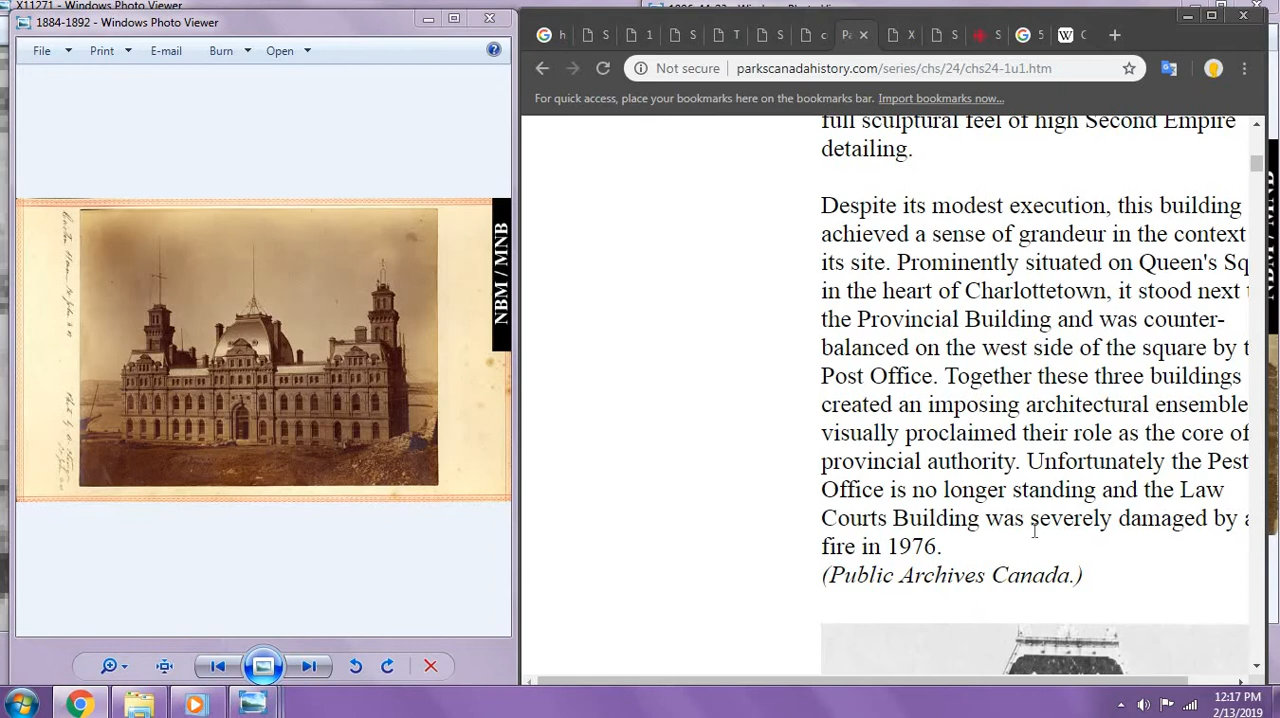 X11271 - Windows Photo Viewer
1884-1892 - Windows Photo Viewer
File Print E-mail Burn Open
NBM / MNB
h S 1 S T S c Pa X S S 5 C
Not secure parkscanadahistory.com/series/chs/24/chs24-1u1.htm
For quick access, place your bookmarks here on the bookmarks bar. Import bookmarks now...
full sculptural feel of high Second Empire
detailing.
Despite its modest execution, this building
achieved a sense of grandeur in the context
its site. Prominently situated on Queen's Sq
in the heart of Charlottetown, it stood next
the Provincial Building and was counter-
balanced on the west side of the square by t
Post Office. Together these three buildings
created an imposing architectural ensemble
visually proclaimed their role as the core of
provincial authority. Unfortunately the Pest
Office is no longer standing and the Law
Courts Building was severely damaged by a
fire in 1976.
(Public Archives Canada.)
12:17 PM
2/13/2019